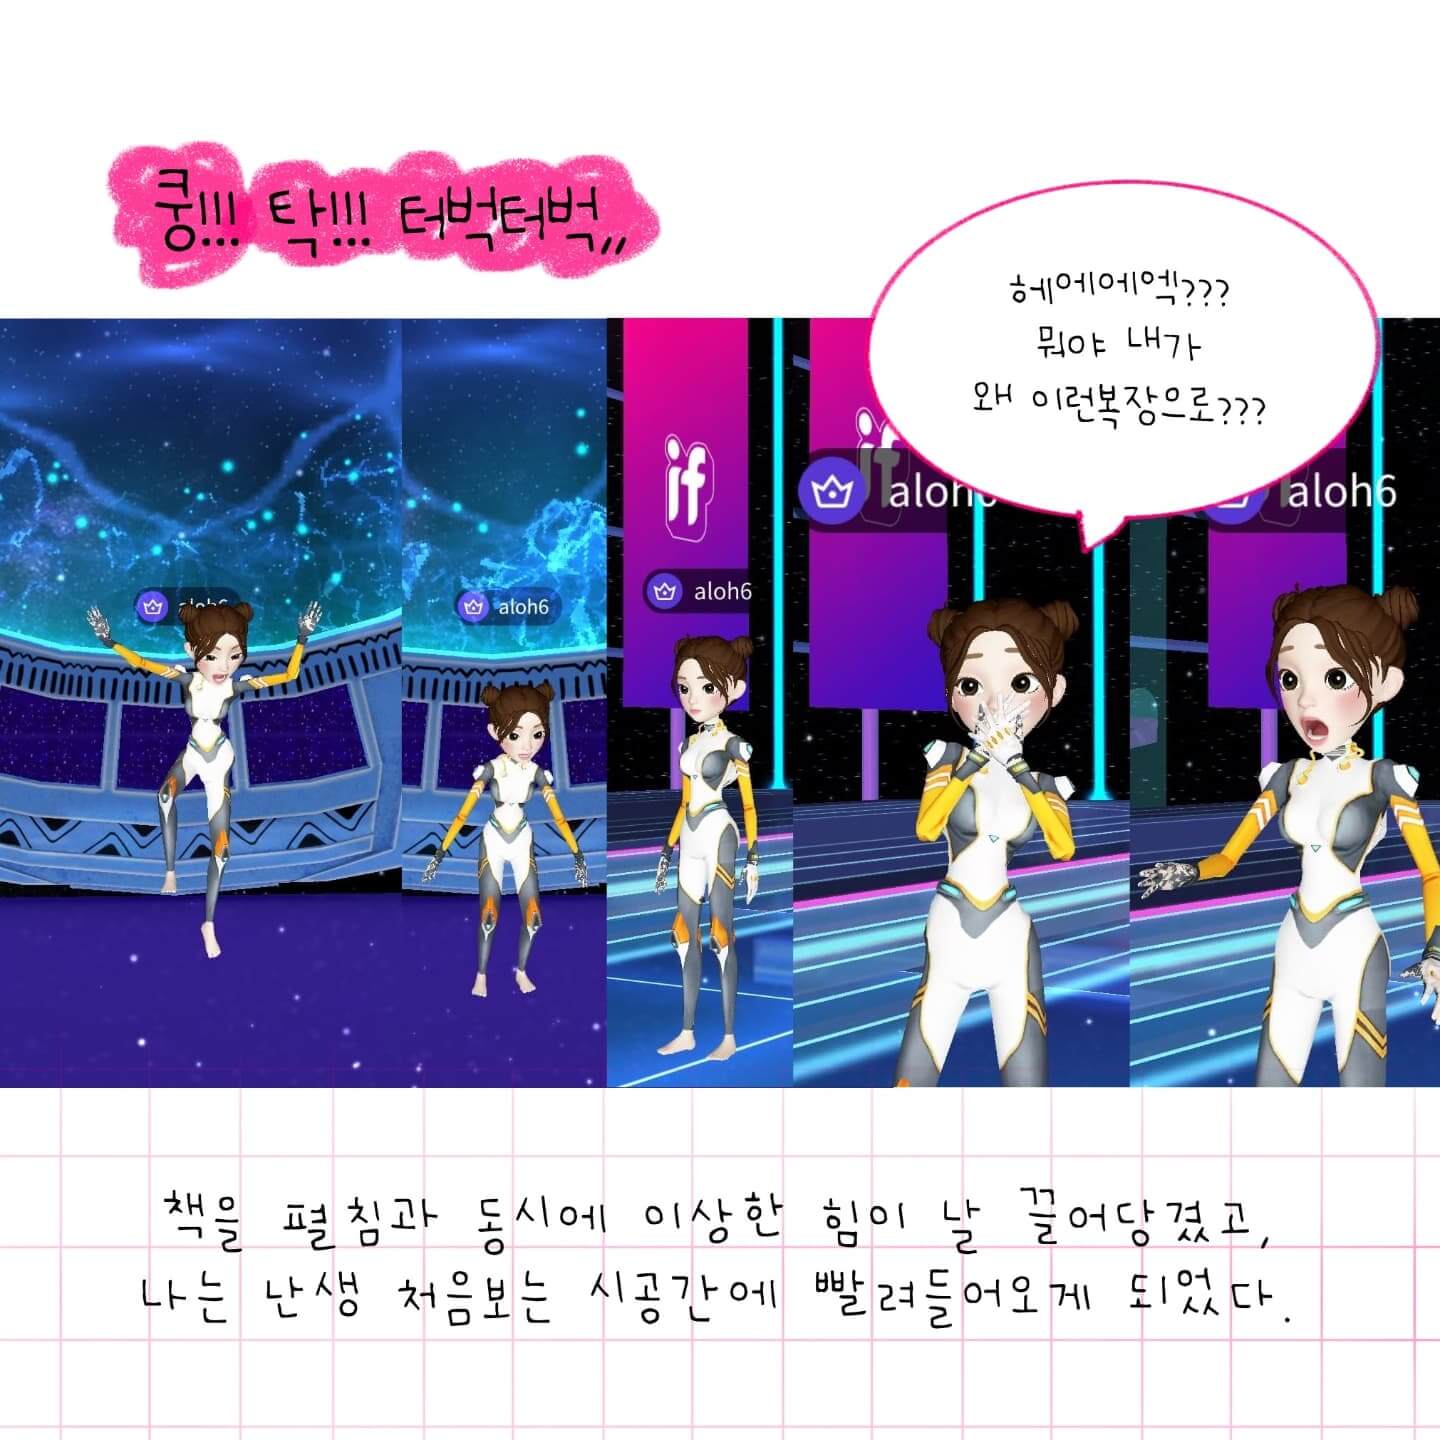 쿵!!! 탁!!! 터벅터벅,,
헤에에엑???
뭐야 내가
왜 이런복장으로???
if
if
aloh6
aloh6
aloh6
aloh6
aloh6
책을 펼침과 동시에 이상한 힘이 날 끌어당겼고,
나는 난생 처음보는 시공간에 빨려들어오게 되었다.